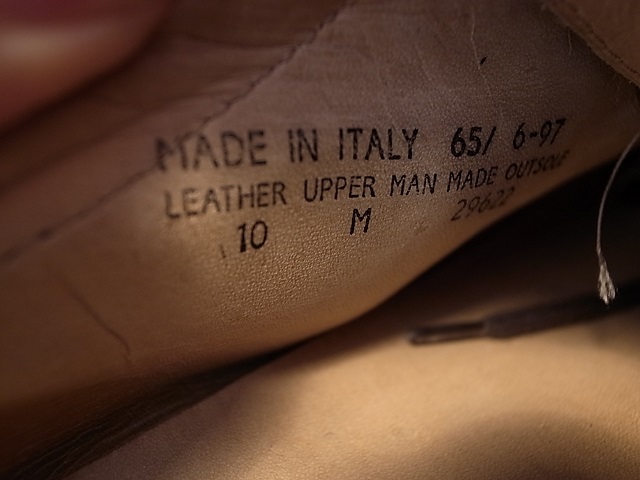 MADE IN ITALY 65/ 6-97
LEATHER UPPER MAN MADE OUTSOLE
10 M 29622